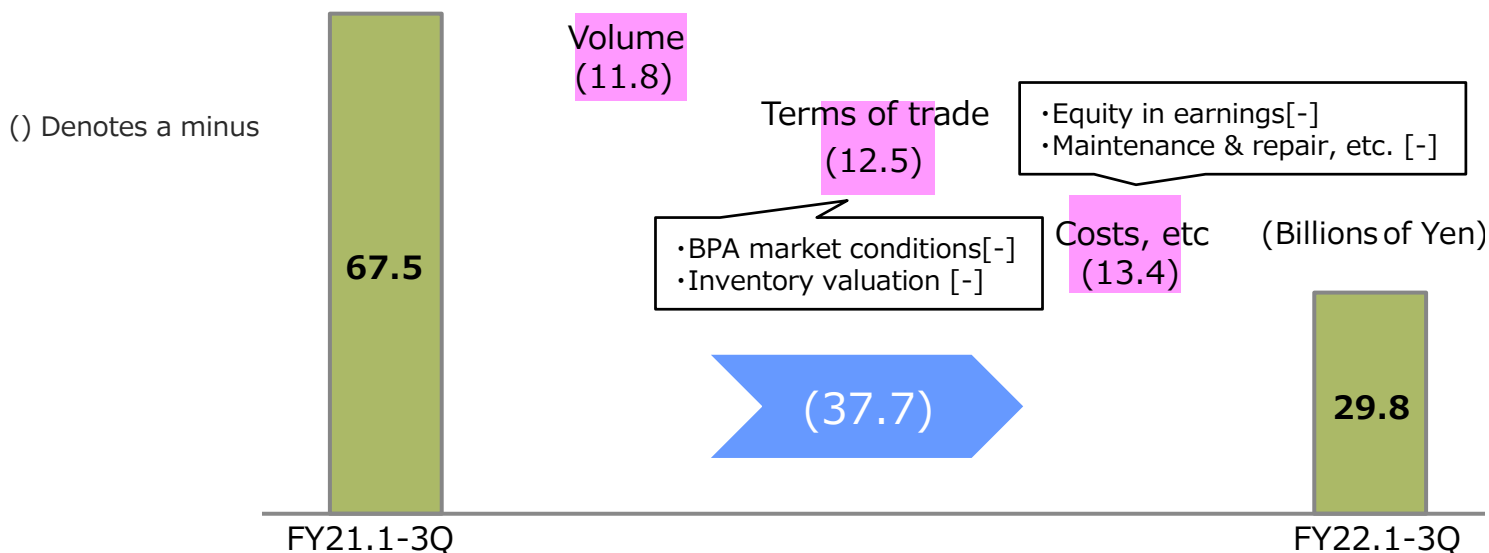 Volume
(11.8)
() Denotes a minus
Terms of trade
(12.5)
・Equity in earnings[-]
・Maintenance & repair, etc. [-]
・BPA market conditions[-]
・Inventory valuation [-]
Costs, etc
(13.4)
(Billions of Yen)
67.5
(37.7)
29.8
FY21.1-3Q
FY22.1-3Q